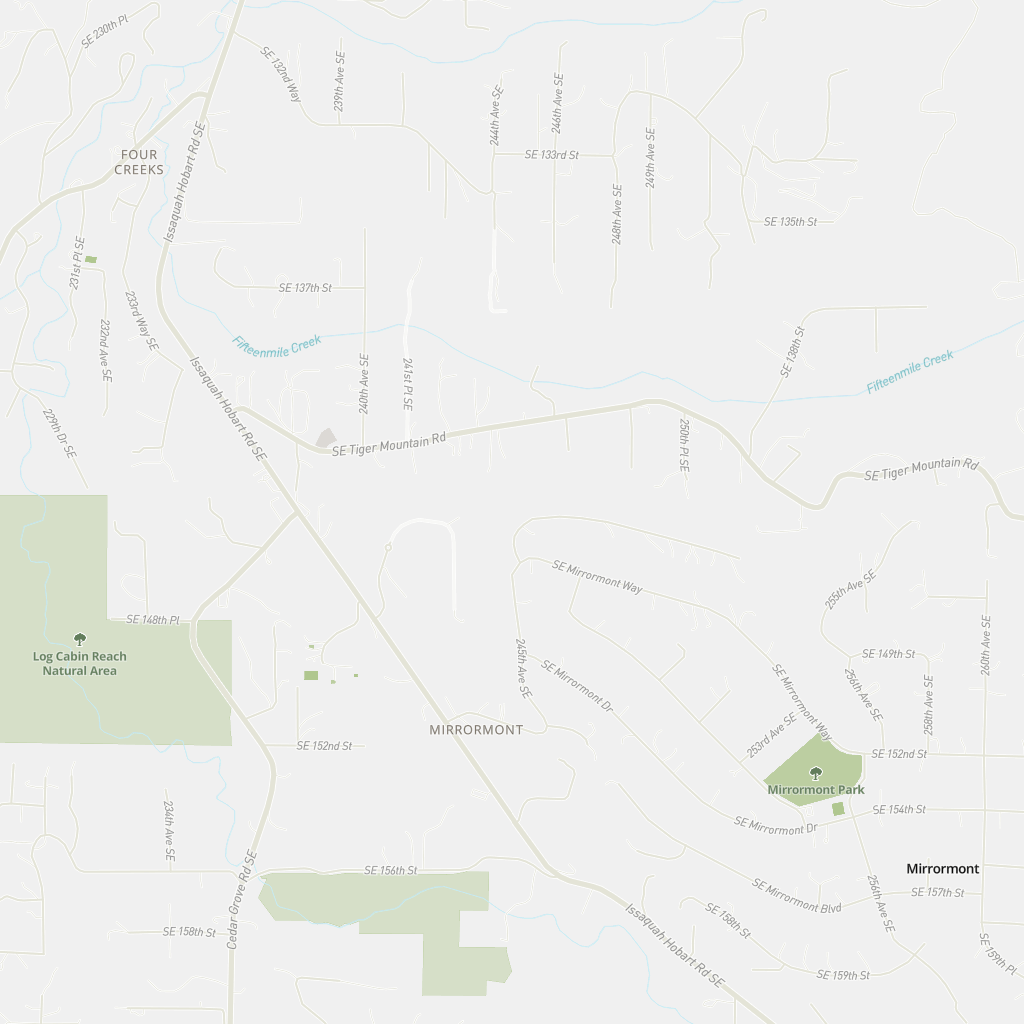 SE 230th Pl
SE 132nd Way
239th Ave SE
244th Ave SE
246th Ave SE
SE 133rd St
249th Ave SE
248th Ave SE
FOUR
CREEKS
Issaquah Hobart Rd SE
SE 135th St
231st Pl SE
SE 137th St
233rd Way SE
232nd Ave SE
Fifteenmile Creek
SE 138th St
Fifteenmile Creek
Issaquah Hobart Rd SE
240th Ave SE
241st Pl SE
229th Dr SE
SE Tiger Mountain Rd
250th Pl SE
SE Tiger Mountain Rd
SE Mirrormont Way
255th Ave SE
SE 148th Pl
Log Cabin Reach
Natural Area
245th Ave SE
SE Mirrormont Dr
SE 149th St
260th Ave SE
256th Ave SE
258th Ave SE
SE Mirrormont Way
253rd Ave SE
MIRRORMONT
SE 152nd St
SE 152nd St
Mirrormont Park
SE 154th St
SE Mirrormont Dr
234th Ave SE
SE 156th St
Mirrormont
SE 157th St
SE Mirrormont Blvd
256th Ave SE
Cedar Grove Rd SE
SE 158th St
SE 158th St
Issaquah Hobart Rd SE
SE 159th St
SE 159th Pl